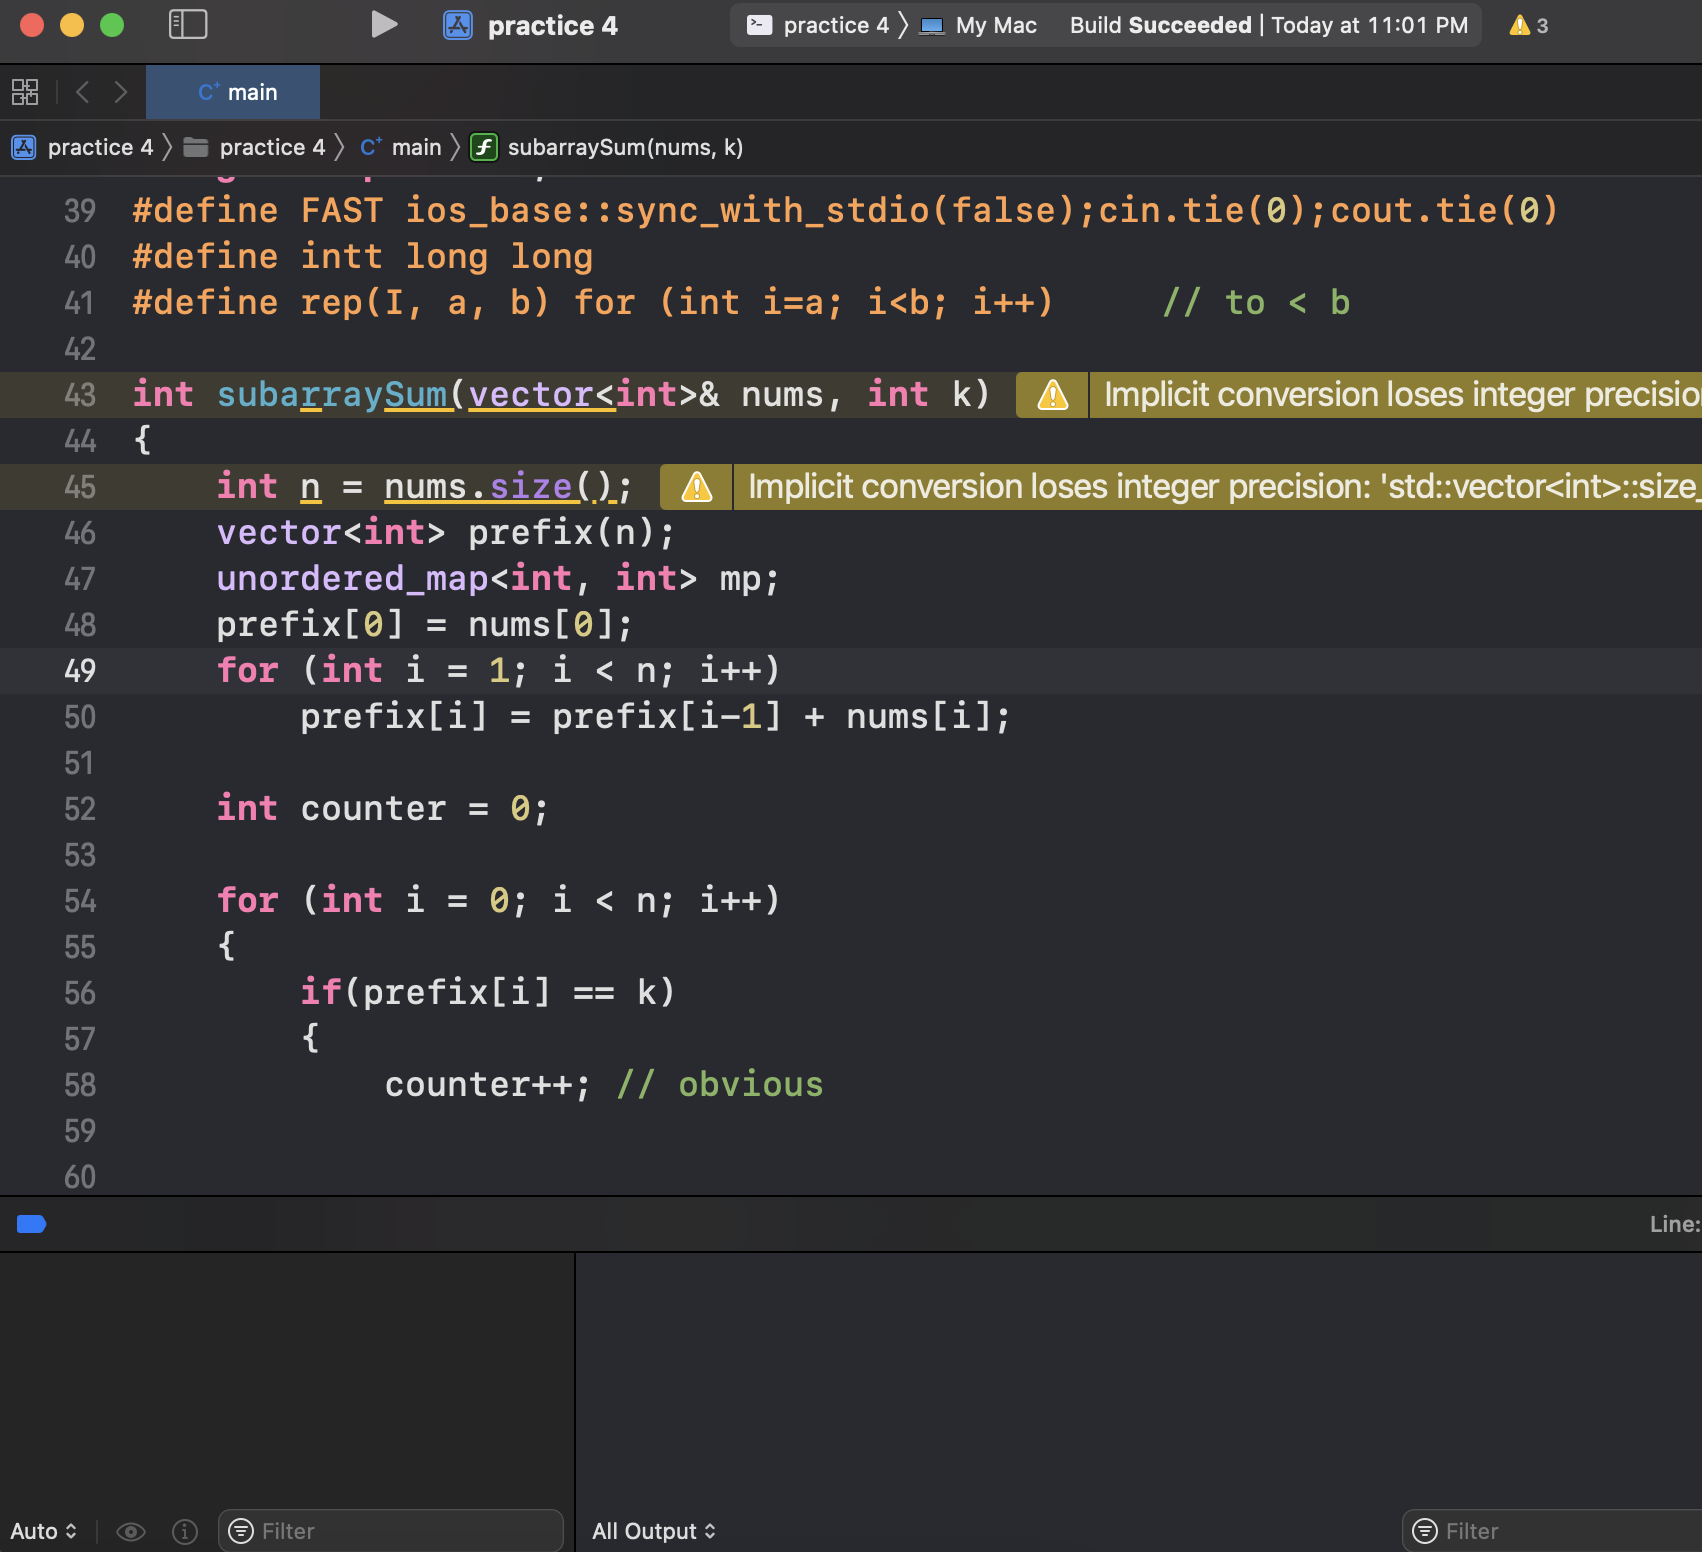 practice 4
practice 4 〉 My Mac Build Succeeded | Today at 11:01 PM 3
C+ main
practice 4 〉 practice 4 〉 C+ main 〉 f subarraySum(nums, k)
39 #define FAST ios_base::sync_with_stdio(false);cin.tie(0);cout.tie(0)
40 #define intt long long
41 #define rep(I, a, b) for (int i=a; i<b; i++) // to < b
42
43 int subarraySum(vector<int>& nums, int k) Implicit conversion loses integer precisio
44 {
45 int n = nums.size(); Implicit conversion loses integer precision: 'std::vector<int>::size_
46 vector<int> prefix(n);
47 unordered_map<int, int> mp;
48 prefix[0] = nums[0];
49 for (int i = 1; i < n; i++)
50 prefix[i] = prefix[i-1] + nums[i];
51
52 int counter = 0;
53
54 for (int i = 0; i < n; i++)
55 {
56 if(prefix[i] == k)
57 {
58 counter++; // obvious
59
60
Line:
Auto Filter All Output Filter